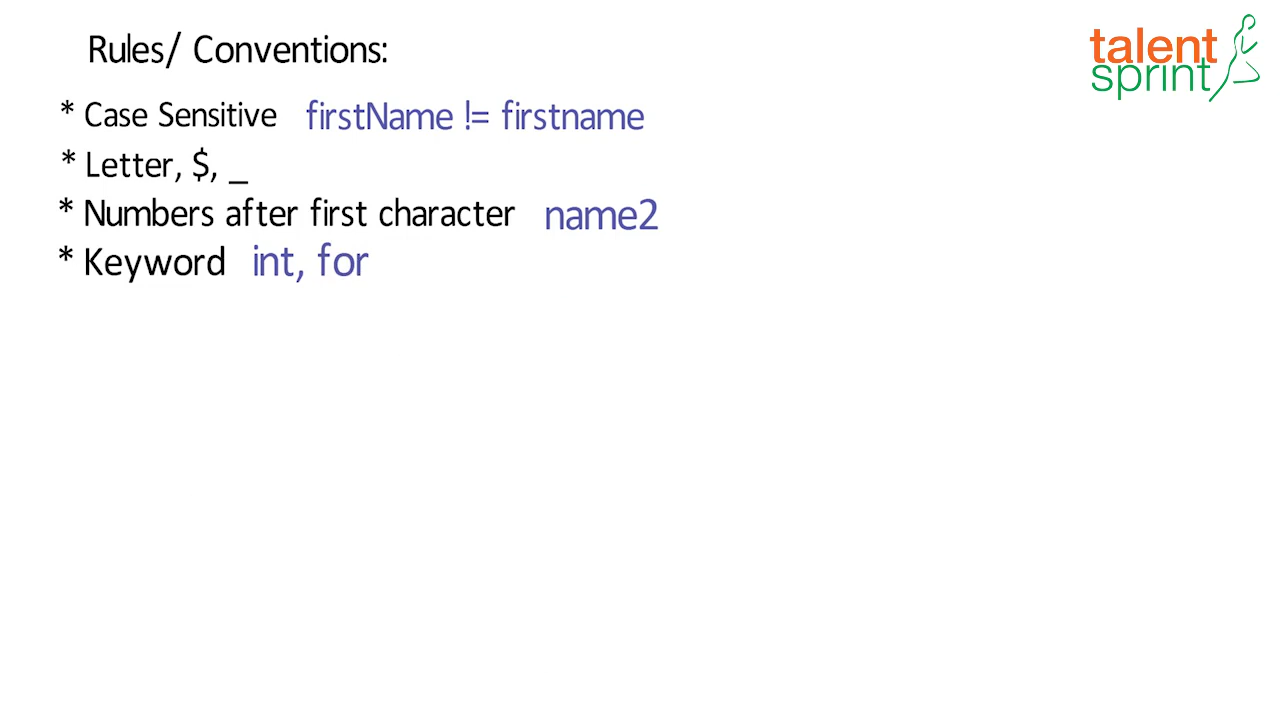 Rules/ Conventions:
talent
sprint
* Case Sensitive firstName != firstname
* Letter, $, _
* Numbers after first character name2
* Keyword int, for